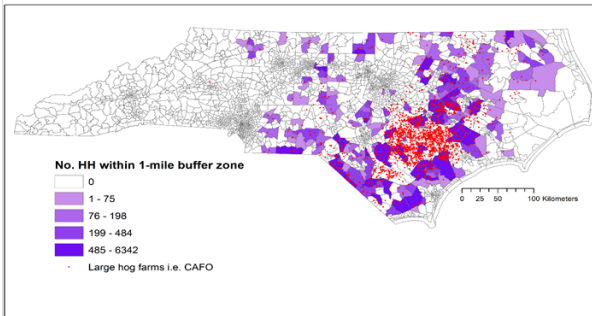 No. HH within 1-mile buffer zone
0
1 - 75
76 - 198
199 - 484
485 - 6342
Large hog farms i.e. CAFO
0 25 50 100 Kilometers